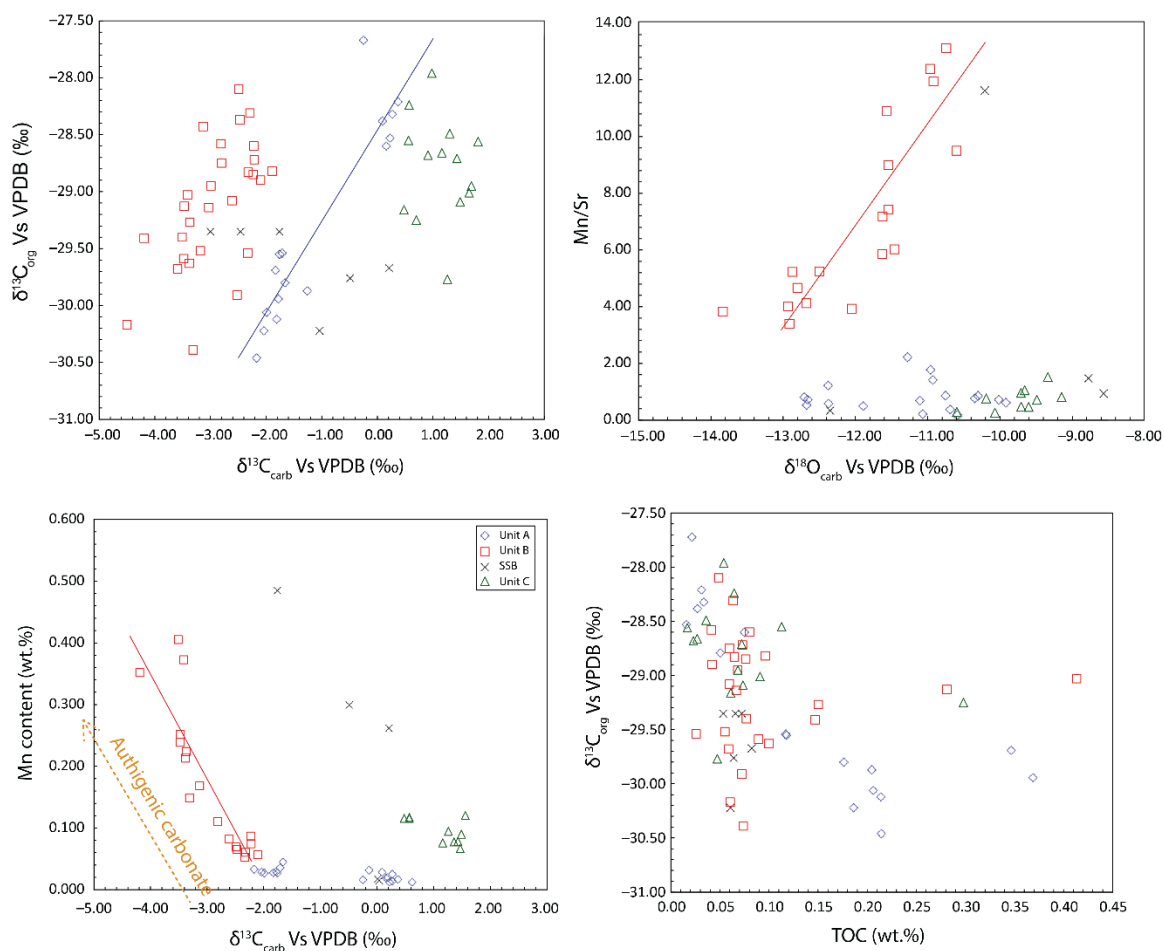 −27.50
−28.00
−28.50
−29.00
−29.50
−30.00
−30.50
−31.00
δ¹³C_org Vs VPDB (‰)
−5.00 −4.00 −3.00 −2.00 −1.00 0.00 1.00 2.00 3.00
δ¹³C_carb Vs VPDB (‰)
14.00
12.00
10.00
8.00
6.00
4.00
2.00
0.00
Mn/Sr
−15.00 −14.00 −13.00 −12.00 −11.00 −10.00 −9.00 −8.00
δ¹⁸O_carb Vs VPDB (‰)
0.600
0.500
0.400
0.300
0.200
0.100
0.000
Mn content (wt.%)
Unit A
Unit B
SSB
Unit C
Authigenic carbonate
−5.00 −4.00 −3.00 −2.00 −1.00 0.00 1.00 2.00 3.00
δ¹³C_carb Vs VPDB (‰)
−27.50
−28.00
−28.50
−29.00
−29.50
−30.00
−30.50
−31.00
δ¹³C_org Vs VPDB (‰)
0.00 0.05 0.10 0.15 0.20 0.25 0.30 0.35 0.40 0.45
TOC (wt.%)